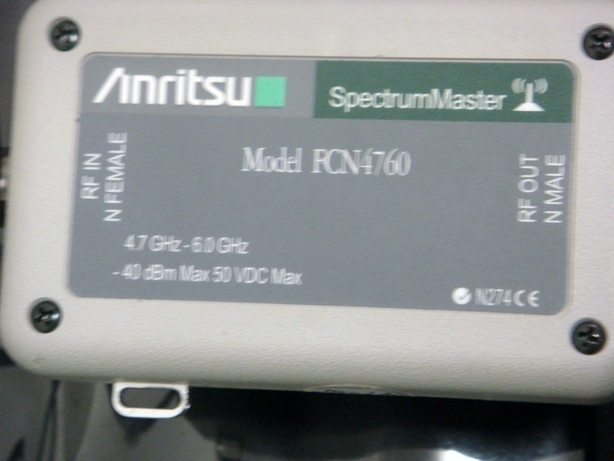 Anritsu
SpectrumMaster
Model FCN4760
RF IN
N FEMALE
RF OUT
N MALE
4.7 GHz - 6.0 GHz
- 40 dBm Max 50 VDC Max
N274 CE